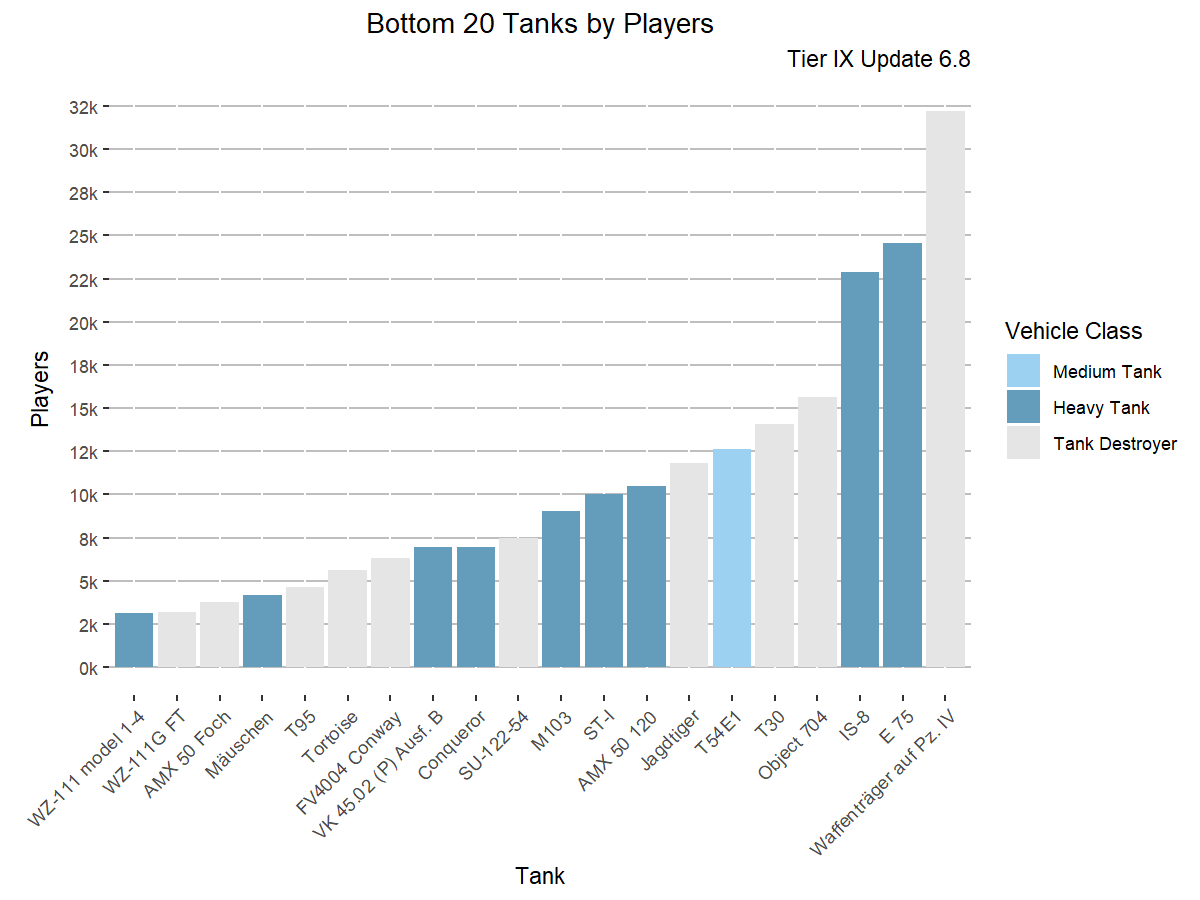 Bottom 20 Tanks by Players
Tier IX Update 6.8
Players
32k
30k
28k
25k
22k
20k
18k
15k
12k
10k
8k
5k
2k
0k
WZ-111 model 1-4
WZ-111G FT
AMX 50 Foch
Mäuschen
T95
Tortoise
FV4004 Conway
VK 45.02 (P) Ausf. B
Conqueror
SU-122-54
M103
ST-I
AMX 50 120
Jagdtiger
T54E1
T30
Object 704
IS-8
E 75
Waffenträger auf Pz. IV
Tank
Vehicle Class
Medium Tank
Heavy Tank
Tank Destroyer